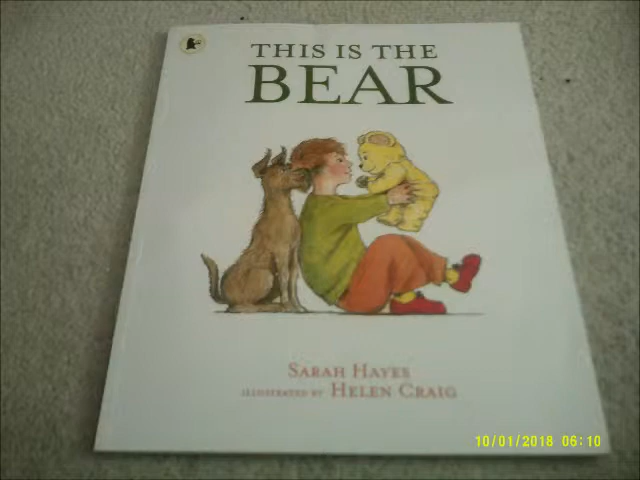 THIS IS THE
BEAR
SARAH HAYES
ILLUSTRATED BY HELEN CRAIG
10/01/2018 06:10